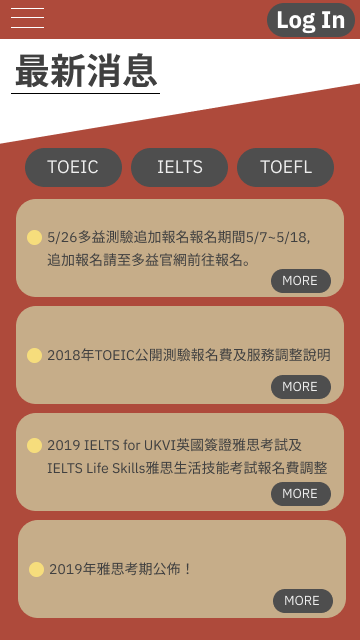 Log In
最新消息
TOEIC
IELTS
TOEFL
5/26多益測驗追加報名報名期間5/7~5/18,
追加報名請至多益官網前往報名。
MORE
2018年TOEIC公開測驗報名費及服務調整說明
MORE
2019 IELTS for UKVI英國簽證雅思考試及
IELTS Life Skills雅思生活技能考試報名費調整
MORE
2019年雅思考期公佈！
MORE